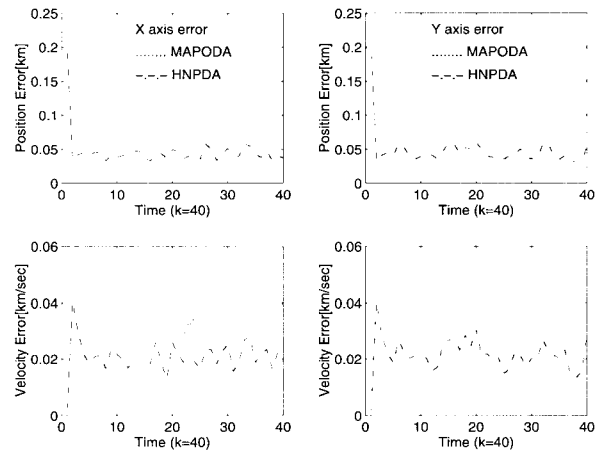 X axis error
MAPODA
HNPDA
Position Error[km]
0.25
0.2
0.15
0.1
0.05
0
0 10 20 30 40
Time (k=40)
Y axis error
MAPODA
HNPDA
Position Error[km]
0.25
0.2
0.15
0.1
0.05
0
0 10 20 30 40
Time (k=40)
Velocity Error[km/sec]
0.06
0.04
0.02
0
0 10 20 30 40
Time (k=40)
Velocity Error[km/sec]
0.06
0.04
0.02
0
0 10 20 30 40
Time (k=40)